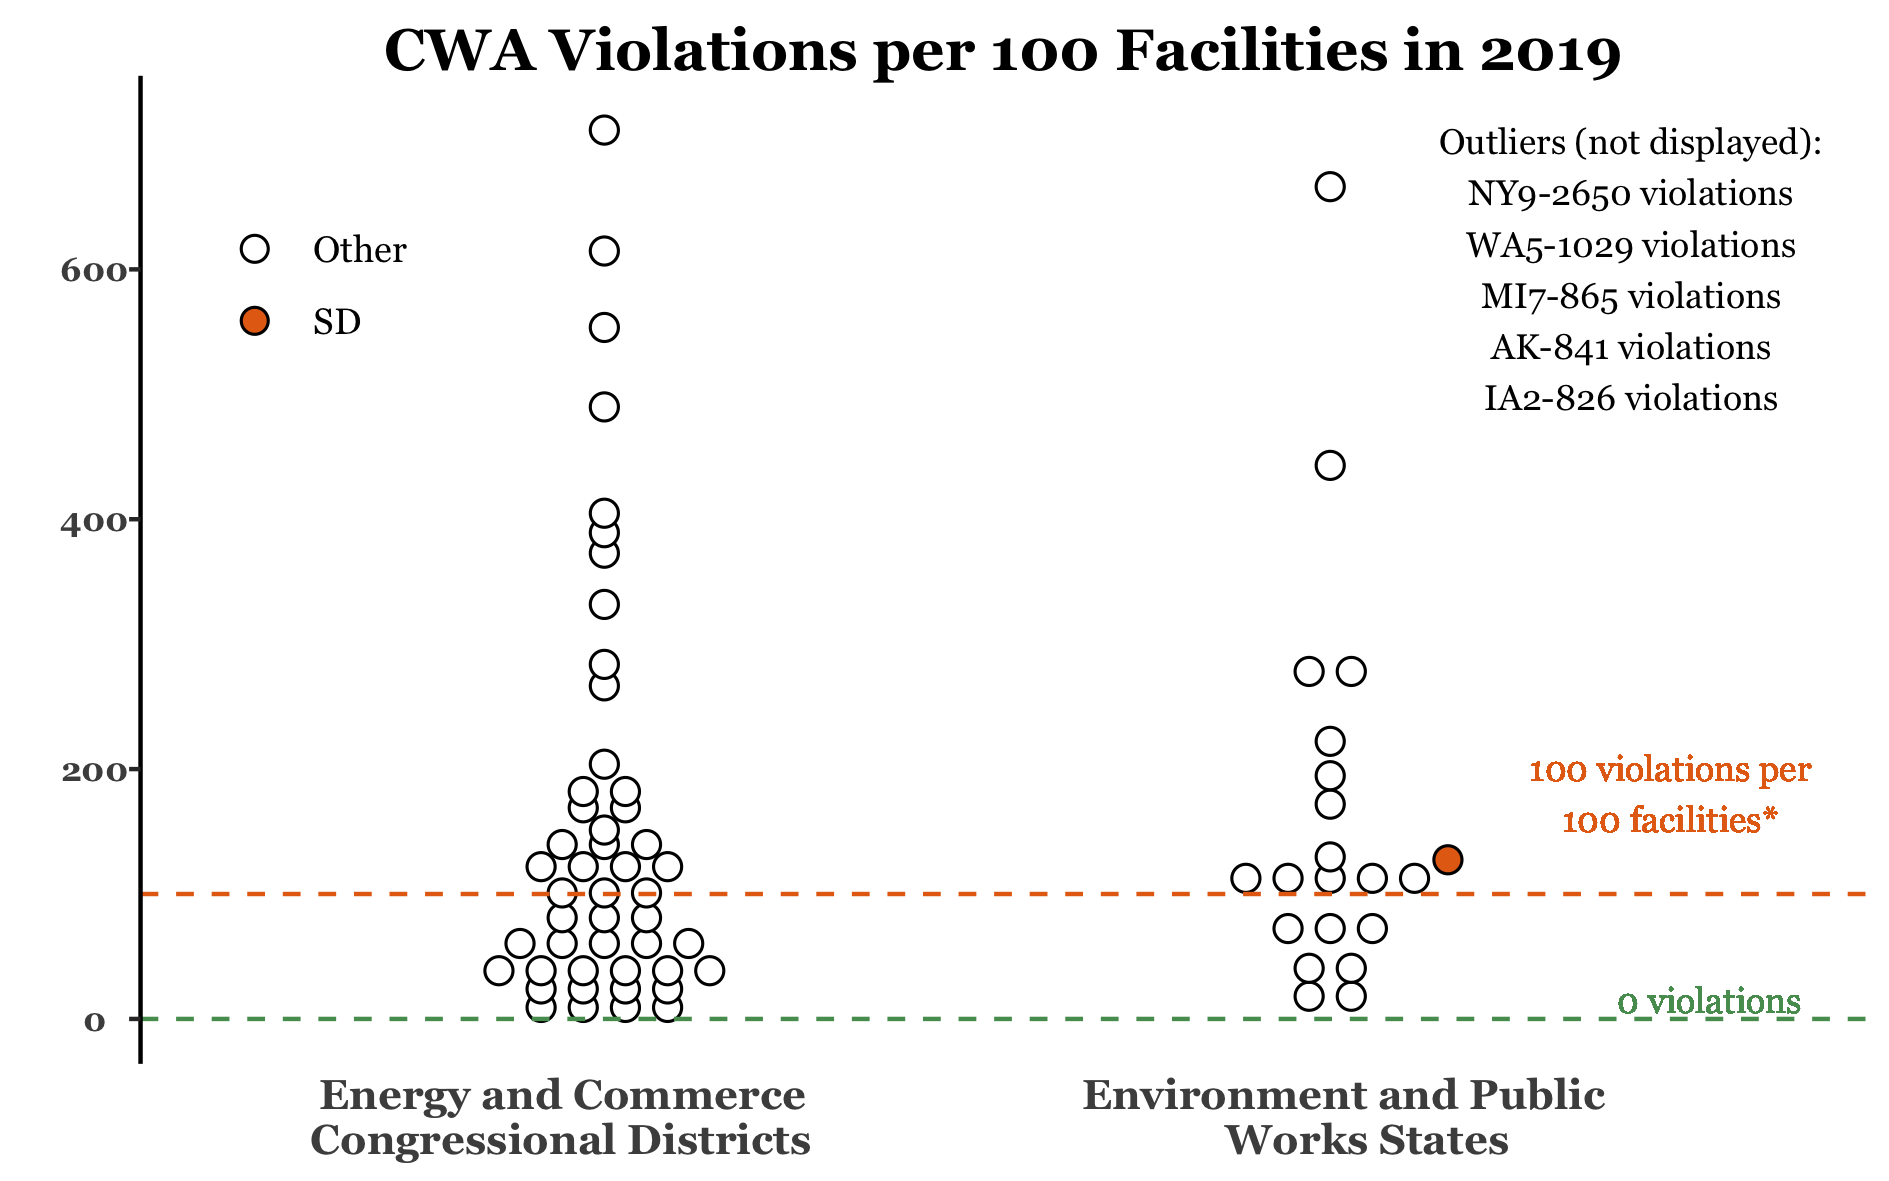 CWA Violations per 100 Facilities in 2019
Outliers (not displayed):
NY9-2650 violations
WA5-1029 violations
MI7-865 violations
AK-841 violations
IA2-826 violations
Other
SD
600
400
200
0
100 violations per
100 facilities*
0 violations
Energy and Commerce
Congressional Districts
Environment and Public
Works States